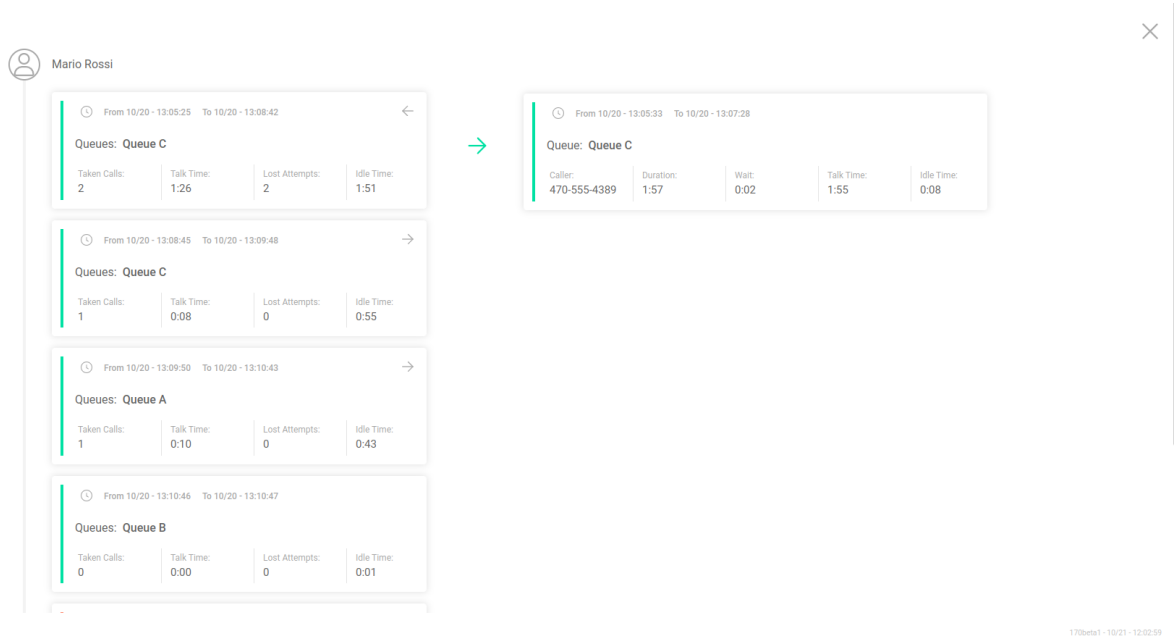 Mario Rossi
From 10/20 - 13:05:25 To 10/20 - 13:08:42
Queues: Queue C
Taken Calls: Talk Time: Lost Attempts: Idle Time:
2 1:26 2 1:51
From 10/20 - 13:08:45 To 10/20 - 13:09:48
Queues: Queue C
Taken Calls: Talk Time: Lost Attempts: Idle Time:
1 0:08 0 0:55
From 10/20 - 13:09:50 To 10/20 - 13:10:43
Queues: Queue A
Taken Calls: Talk Time: Lost Attempts: Idle Time:
1 0:10 0 0:43
From 10/20 - 13:10:46 To 10/20 - 13:10:47
Queues: Queue B
Taken Calls: Talk Time: Lost Attempts: Idle Time:
0 0:00 0 0:01
From 10/20 - 13:05:33 To 10/20 - 13:07:28
Queue: Queue C
Caller: Duration: Wait: Talk Time: Idle Time:
470-555-4389 1:57 0:02 1:55 0:08
170beta1 - 10/21 - 12:02:59